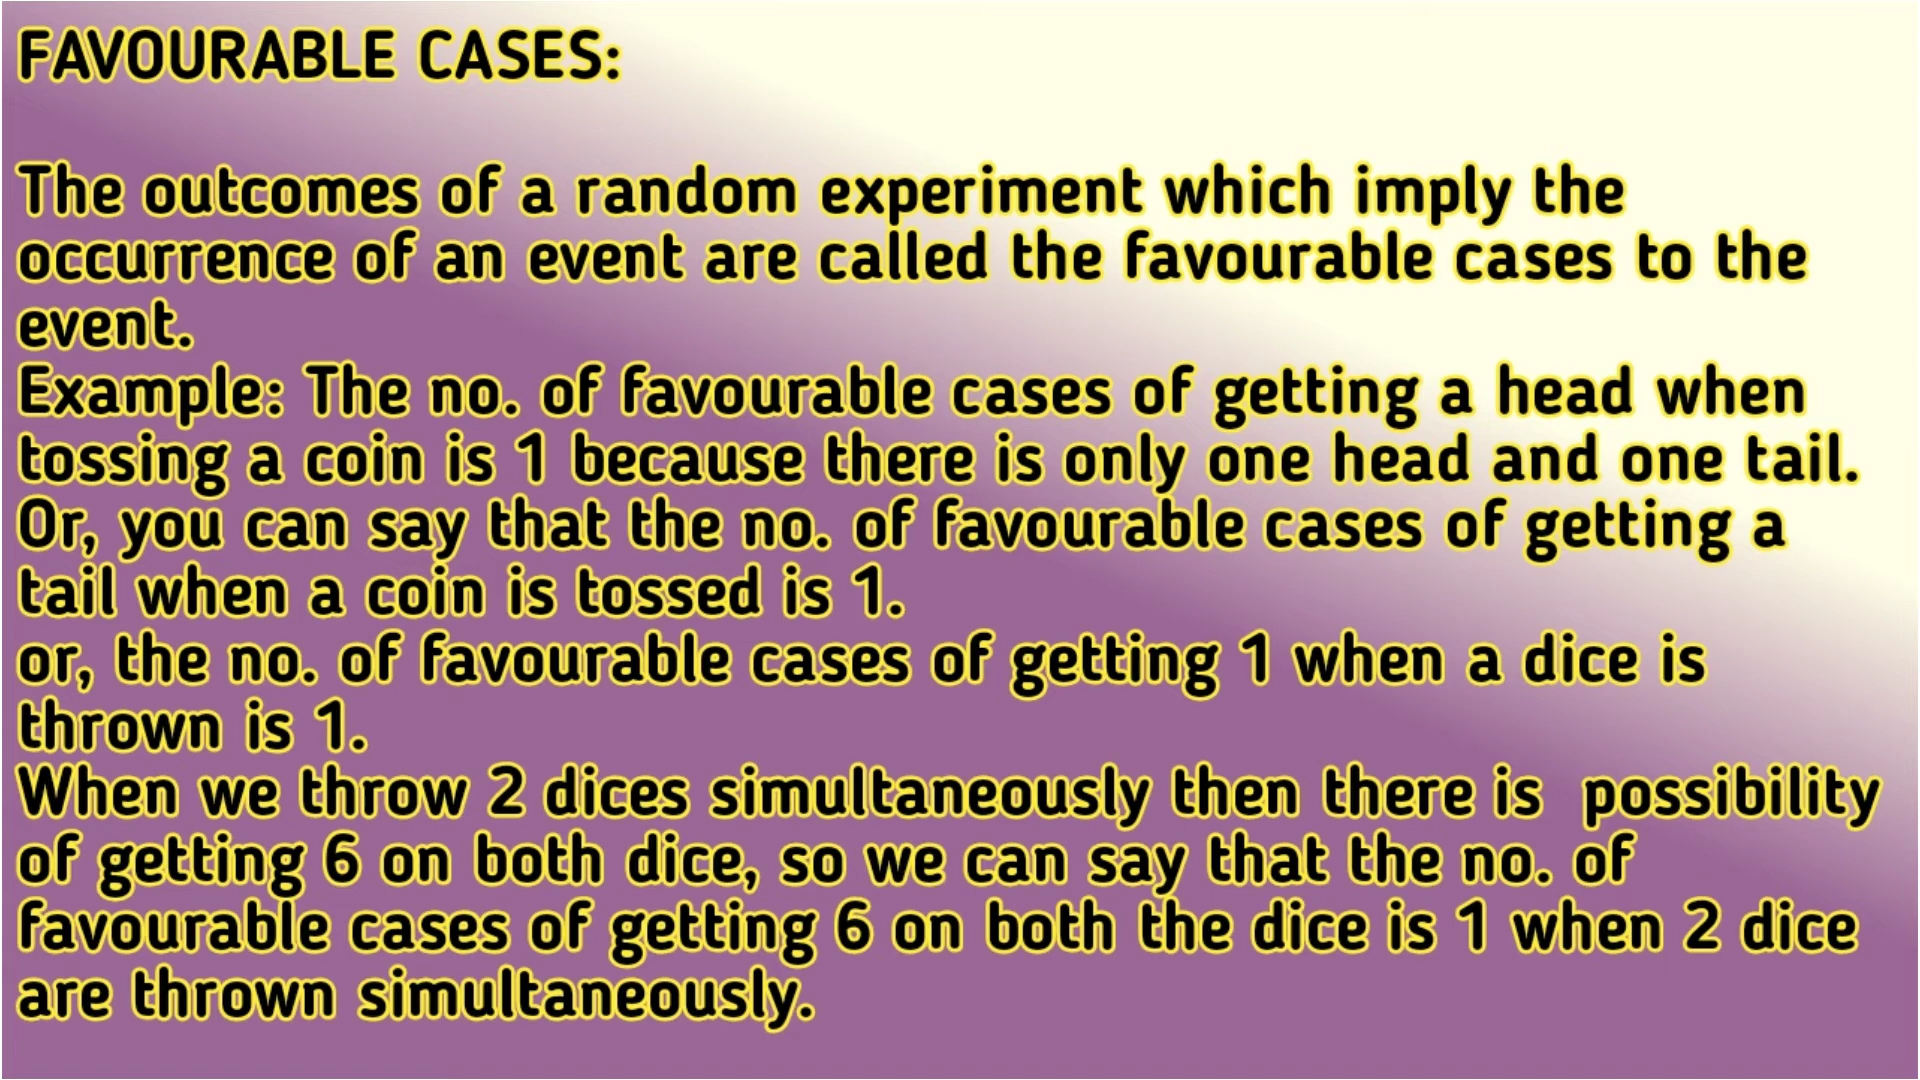 FAVOURABLE CASES:
The outcomes of a random experiment which imply the
occurrence of an event are called the favourable cases to the
event.
Example: The no. of favourable cases of getting a head when
tossing a coin is 1 because there is only one head and one tail.
Or, you can say that the no. of favourable cases of getting a
tail when a coin is tossed is 1.
or, the no. of favourable cases of getting 1 when a dice is
thrown is 1.
When we throw 2 dices simultaneously then there is  possibility
of getting 6 on both dice, so we can say that the no. of
favourable cases of getting 6 on both the dice is 1 when 2 dice
are thrown simultaneously.